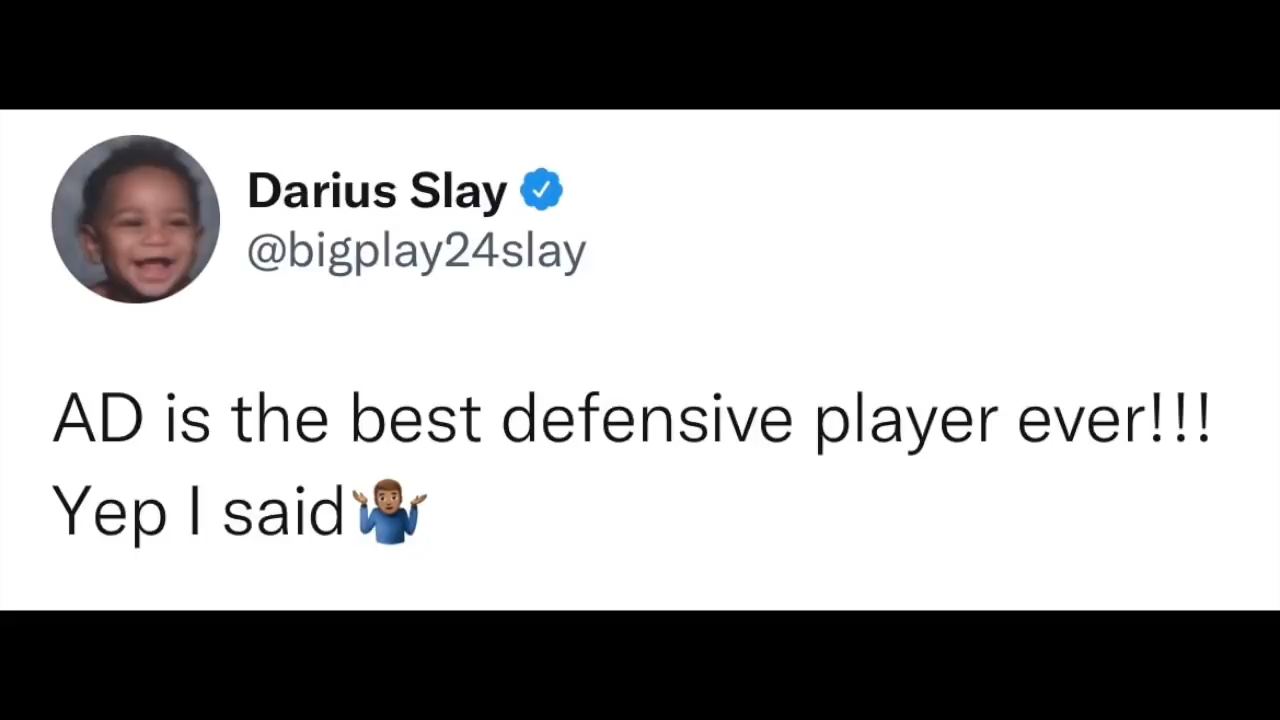 Darius Slay
@bigplay24slay
AD is the best defensive player ever!!!
Yep I said🤷🏽‍♂️